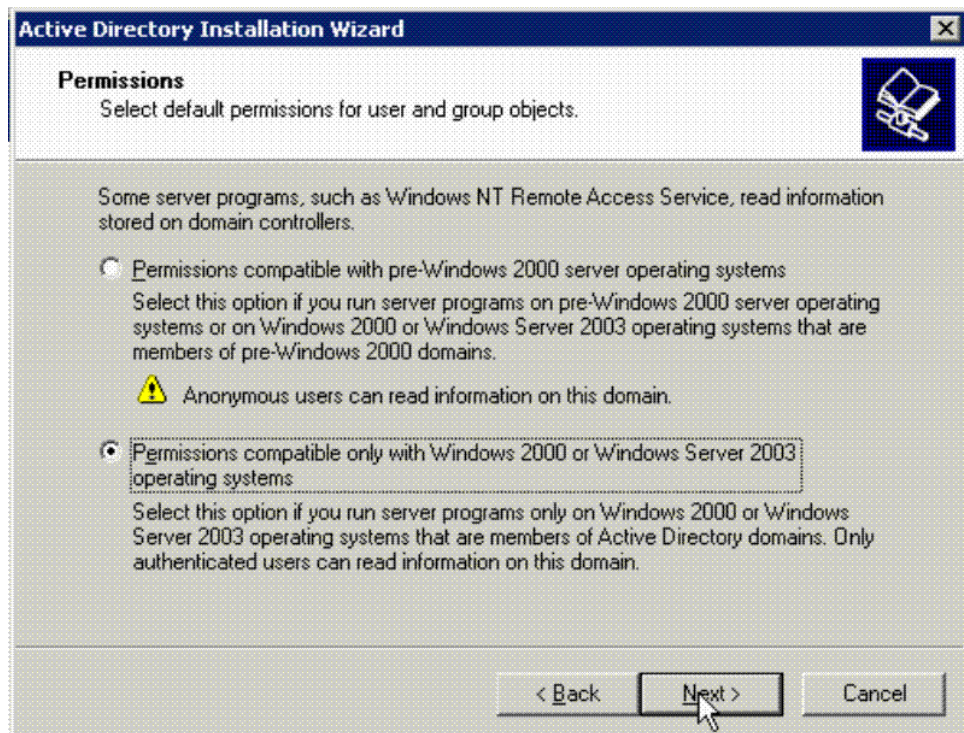 Active Directory Installation Wizard
Permissions
Select default permissions for user and group objects.
Some server programs, such as Windows NT Remote Access Service, read information
stored on domain controllers.
Permissions compatible with pre-Windows 2000 server operating systems
Select this option if you run server programs on pre-Windows 2000 server operating
systems or on Windows 2000 or Windows Server 2003 operating systems that are
members of pre-Windows 2000 domains.
Anonymous users can read information on this domain.
Permissions compatible only with Windows 2000 or Windows Server 2003
operating systems
Select this option if you run server programs only on Windows 2000 or Windows
Server 2003 operating systems that are members of Active Directory domains. Only
authenticated users can read information on this domain.
< Back
Next >
Cancel